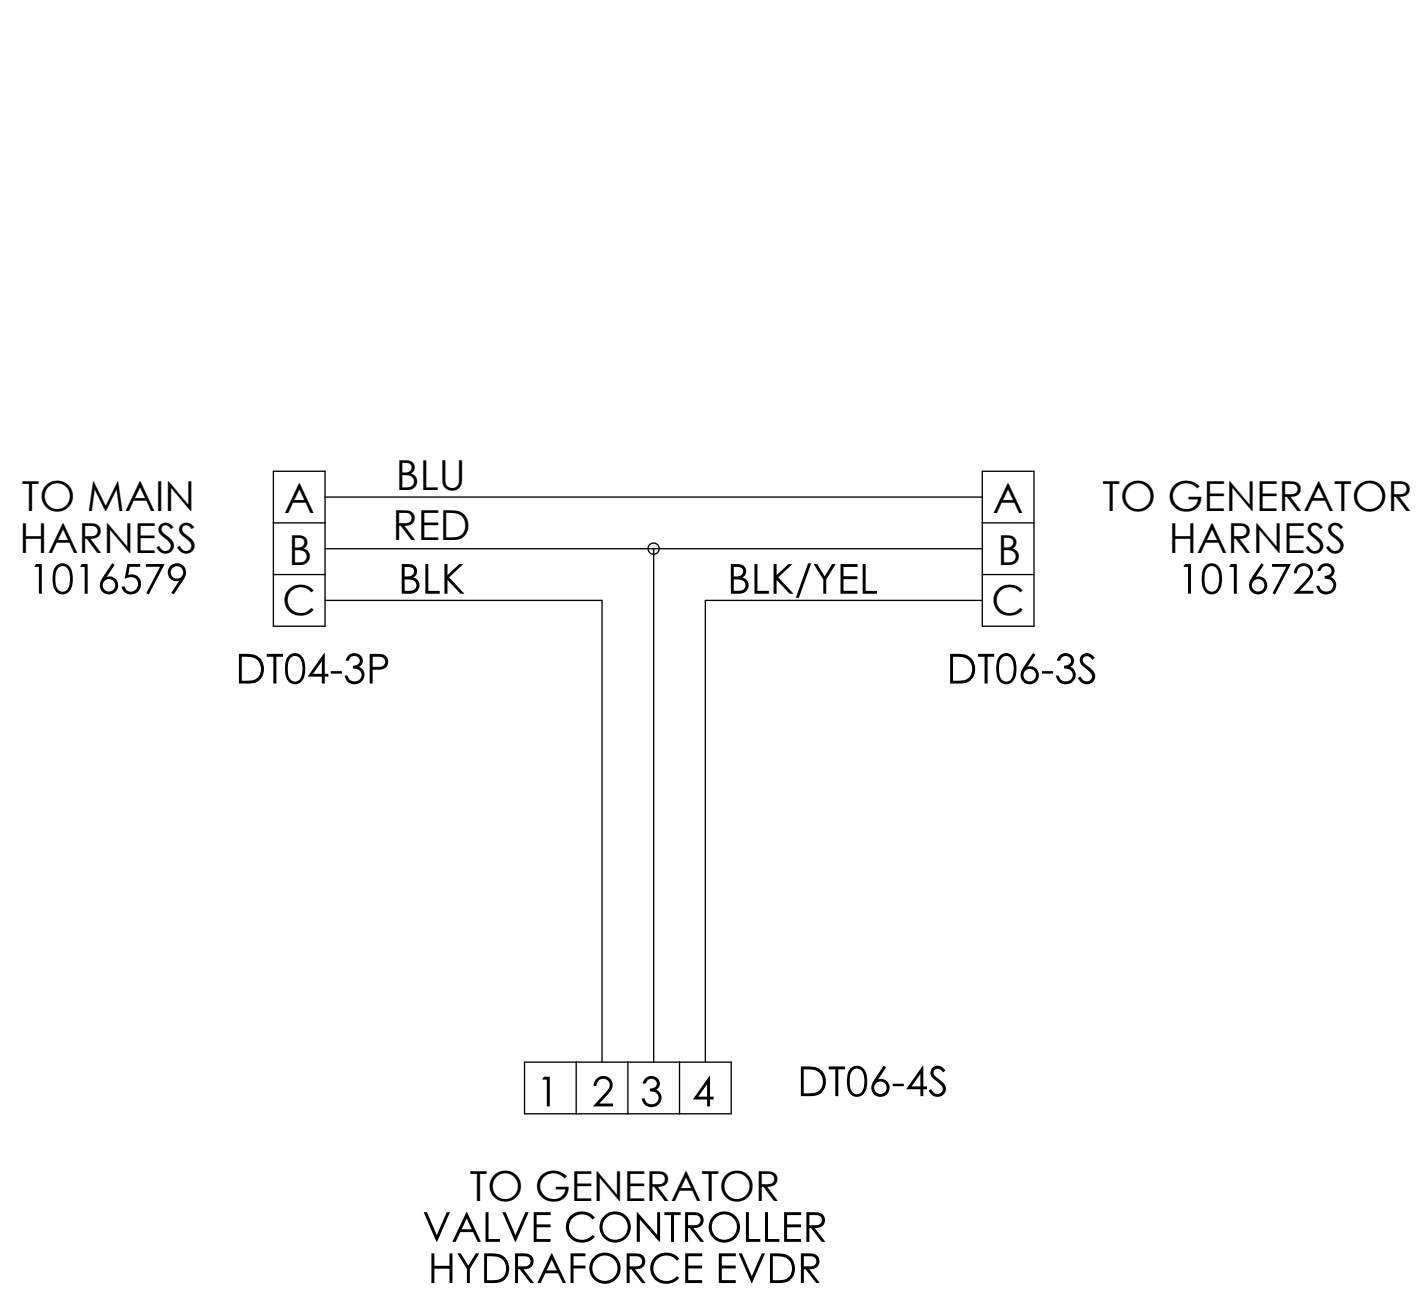 BLU
TO MAIN
HARNESS
1016579
A
B
C
RED
BLK
BLK/YEL
A
B
C
TO GENERATOR
HARNESS
1016723
DT04-3P
DT06-3S
1 2 3 4
DT06-4S
TO GENERATOR
VALVE CONTROLLER
HYDRAFORCE EVDR